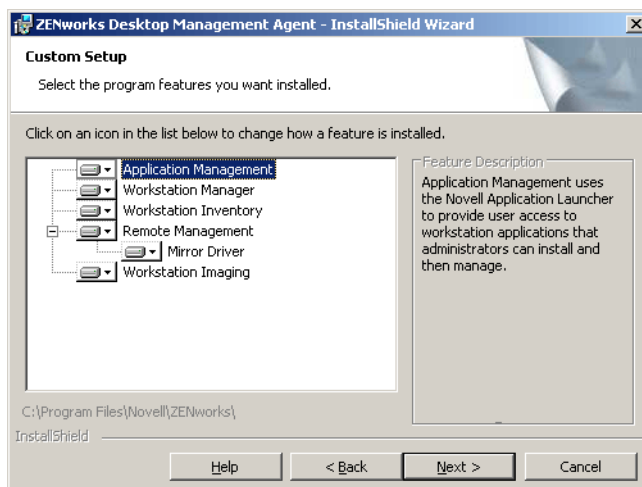 ZENworks Desktop Management Agent - InstallShield Wizard
Custom Setup
Select the program features you want installed.
Click on an icon in the list below to change how a feature is installed.
Application Management
Workstation Manager
Workstation Inventory
Remote Management
Mirror Driver
Workstation Imaging
Feature Description
Application Management uses
the Novell Application Launcher
to provide user access to
workstation applications that
administrators can install and
then manage.
C:\Program Files\Novell\ZENworks\
InstallShield
Help
< Back
Next >
Cancel